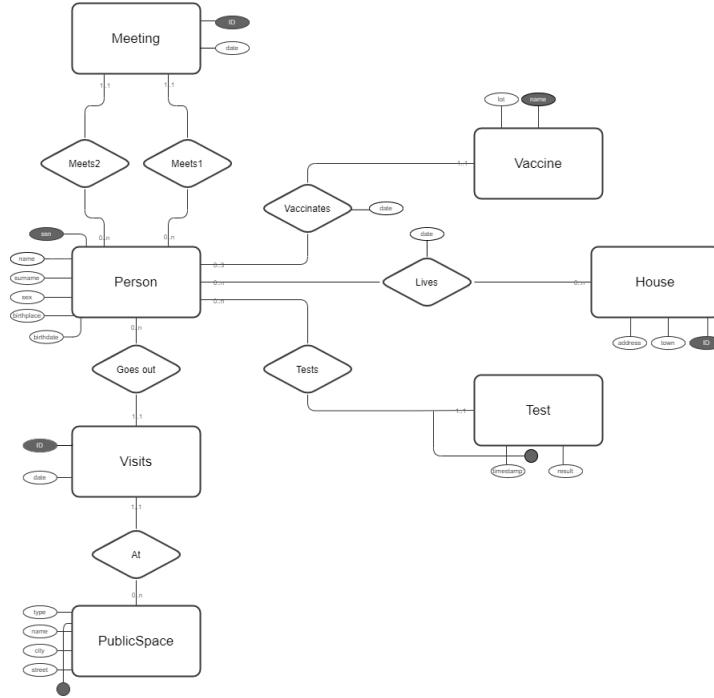 Meeting
ID
date
1..1
1..1
Meets2
Meets1
0..n
0..n
lot
name
Vaccine
1..1
Vaccinates
date
0..3
ssn
name
surname
sex
birthplace
birthdate
Person
0..n
date
Lives
0..n
House
address
town
ID
0..n
Tests
1..1
Test
timestamp
result
0..n
Goes out
1..1
ID
date
Visits
1..1
At
0..n
type
name
city
street
PublicSpace